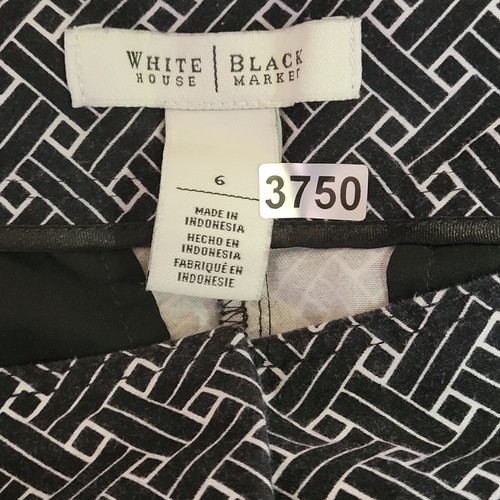 WHITE | BLACK
HOUSE | MARKET
6
3750
MADE IN
INDONESIA
HECHO EN
INDONESIA
FABRIQUÉ EN
INDONESIE